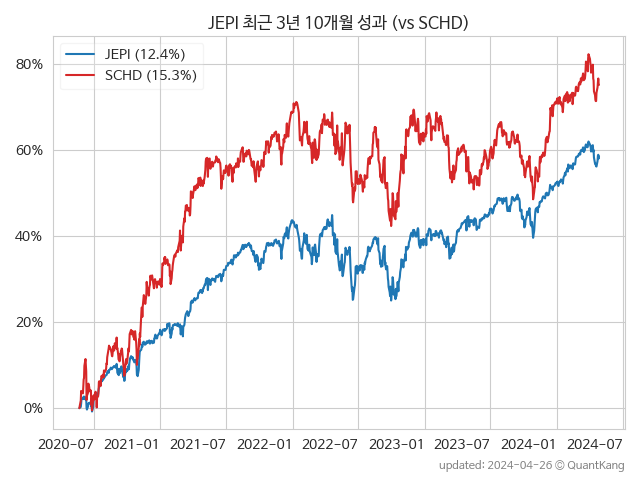 JEPI 최근 3년 10개월 성과 (vs SCHD)
JEPI (12.4%)
SCHD (15.3%)
80%
60%
40%
20%
0%
2020-07 2021-01 2021-07 2022-01 2022-07 2023-01 2023-07 2024-01 2024-07
updated: 2024-04-26 © QuantKang